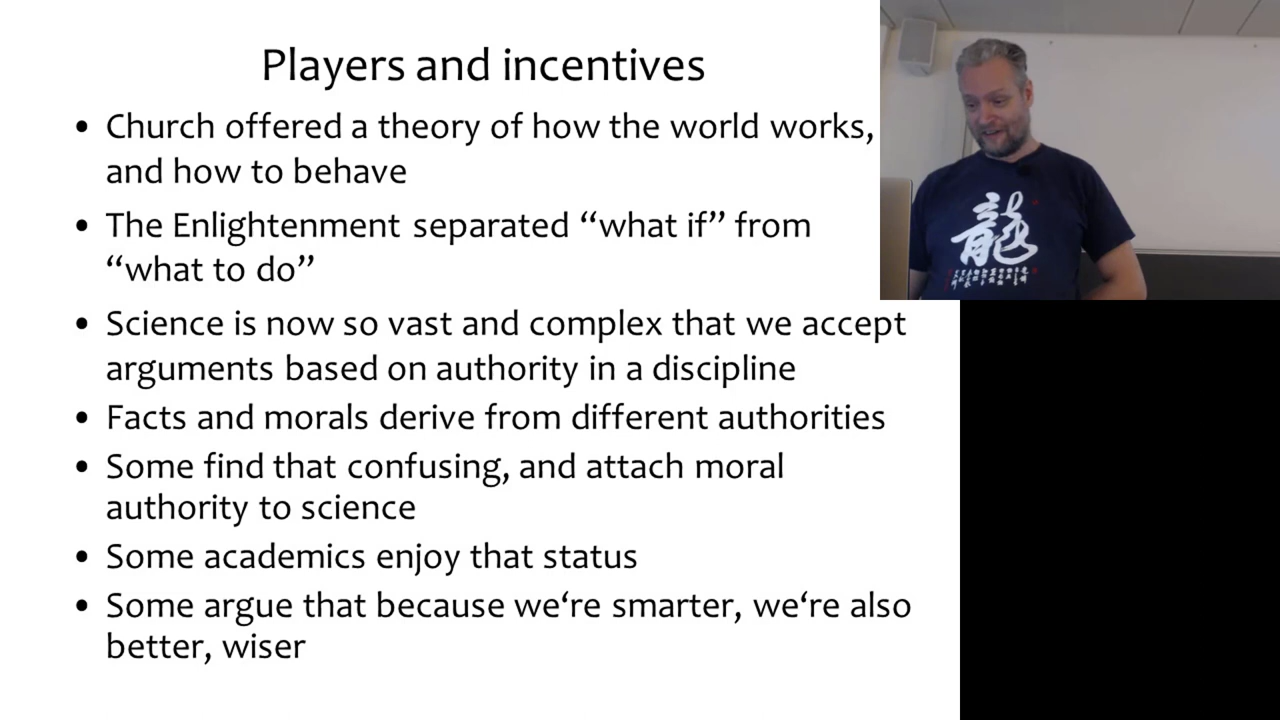 Players and incentives
• Church offered a theory of how the world works,
and how to behave
• The Enlightenment separated “what if” from
“what to do”
• Science is now so vast and complex that we accept
arguments based on authority in a discipline
• Facts and morals derive from different authorities
• Some find that confusing, and attach moral
authority to science
• Some academics enjoy that status
• Some argue that because we‘re smarter, we‘re also
better, wiser
龍